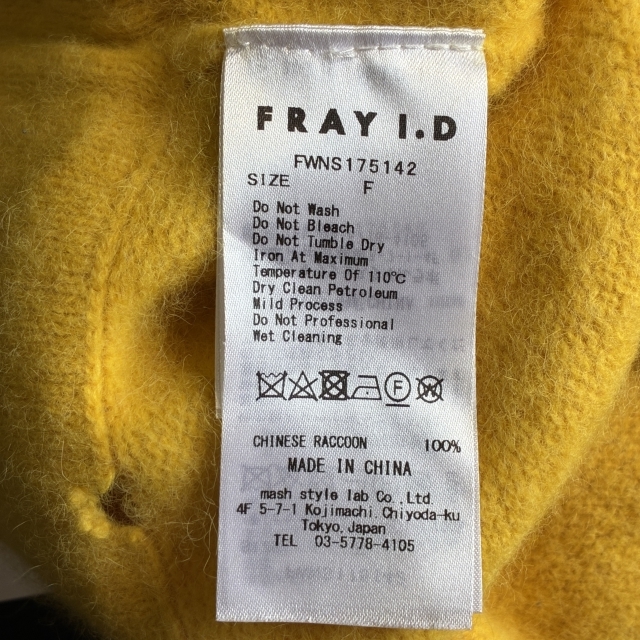 FRAY I.D
FWNS175142
SIZE F
Do Not Wash
Do Not Bleach
Do Not Tumble Dry
Iron At Maximum
Temperature Of 110℃
Dry Clean Petroleum
Mild Process
Do Not Professional
Wet Cleaning
F W
CHINESE RACCOON 100%
MADE IN CHINA
mash style lab Co.,Ltd.
4F 5-7-1 Kojimachi.Chiyoda-ku
Tokyo.Japan
TEL 03-5778-4105